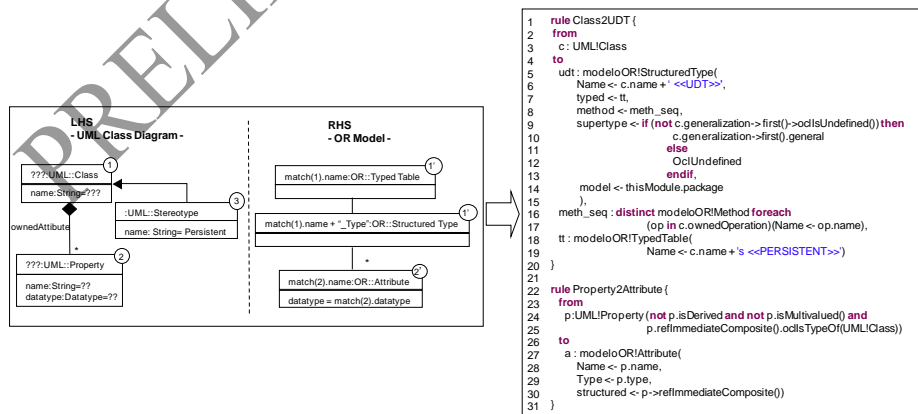 PRELI
LHS
- UML Class Diagram -
RHS
- OR Model -
1
???:UML::Class
name:String=???
3
:UML::Stereotype
name: String= Persistent
ownedAttibute
*
2
???:UML::Property
name:String=??
datatype:Datatype=??
1'
match(1).name:OR::Typed Table
1'
match(1).name + "_Type":OR::Structured Type
*
2'
match(2).name:OR::Attribute
datatype = match(2).datatype
1 rule Class2UDT {
2 from
3 c : UML!Class
4 to
5 udt : modeloOR!StructuredType(
6 Name <- c.name + ' <<UDT>>',
7 typed <- tt,
8 method <- meth_seq,
9 supertype <- if (not c.generalization->first()->oclIsUndefined()) then
10 c.generalization->first().general
11 else
12 OclUndefined
13 endif,
14 model <- thisModule.package
15 ),
16 meth_seq : distinct modeloOR!Method foreach
17 (op in c.ownedOperation)(Name <- op.name),
18 tt : modeloOR!TypedTable(
19 Name <- c.name + 's <<PERSISTENT>>')
20 }
21
22 rule Property2Attribute {
23 from
24 p:UML!Property (not p.isDerived and not p.isMultivalued() and
25 p.refImmediateComposite().oclIsTypeOf(UML!Class))
26 to
27 a : modeloOR!Attribute(
28 Name <- p.name,
29 Type <- p.type,
30 structured <- p->refImmediateComposite())
31 }